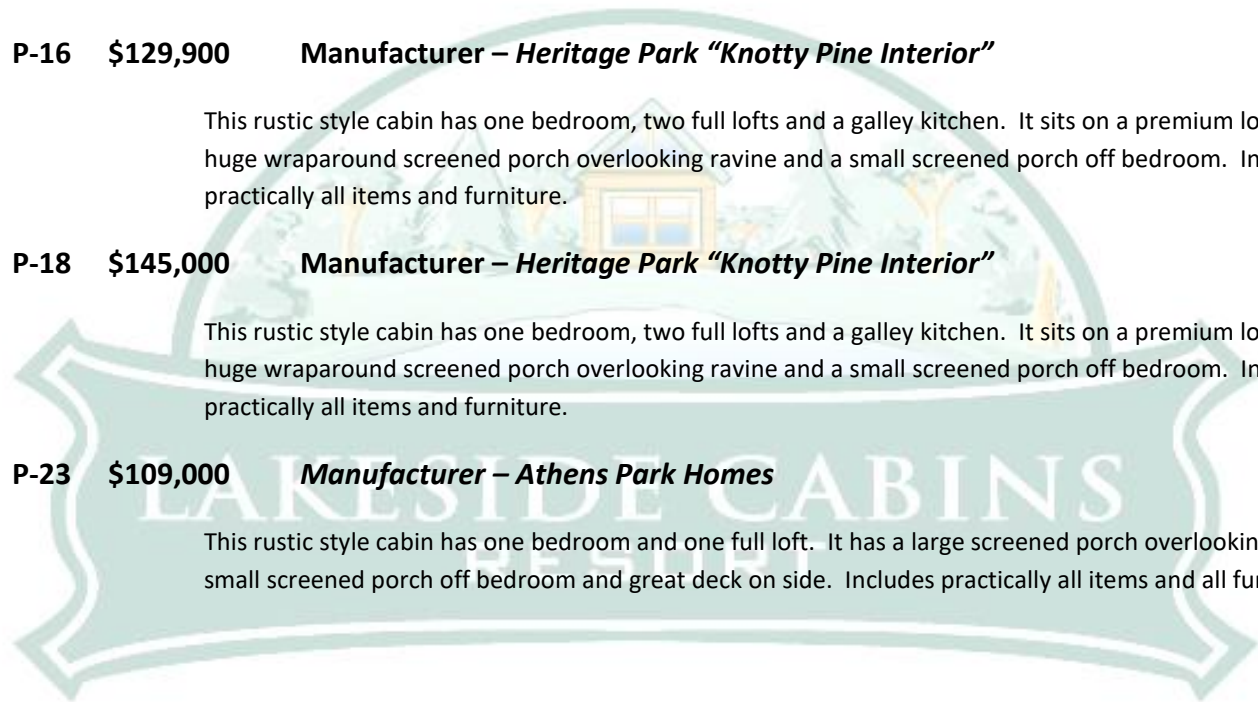 P-16 $129,900 Manufacturer – Heritage Park “Knotty Pine Interior”
This rustic style cabin has one bedroom, two full lofts and a galley kitchen. It sits on a premium
huge wraparound screened porch overlooking ravine and a small screened porch off bedroom.
practically all items and furniture.
P-18 $145,000 Manufacturer – Heritage Park “Knotty Pine Interior”
This rustic style cabin has one bedroom, two full lofts and a galley kitchen. It sits on a premium
huge wraparound screened porch overlooking ravine and a small screened porch off bedroom.
practically all items and furniture.
P-23 $109,000 Manufacturer – Athens Park Homes
LAKESIDE CABINS
This rustic style cabin has one bedroom and one full loft. It has a large screened porch
RESORT
small screened porch off bedroom and great deck on side. Includes practically all items and all